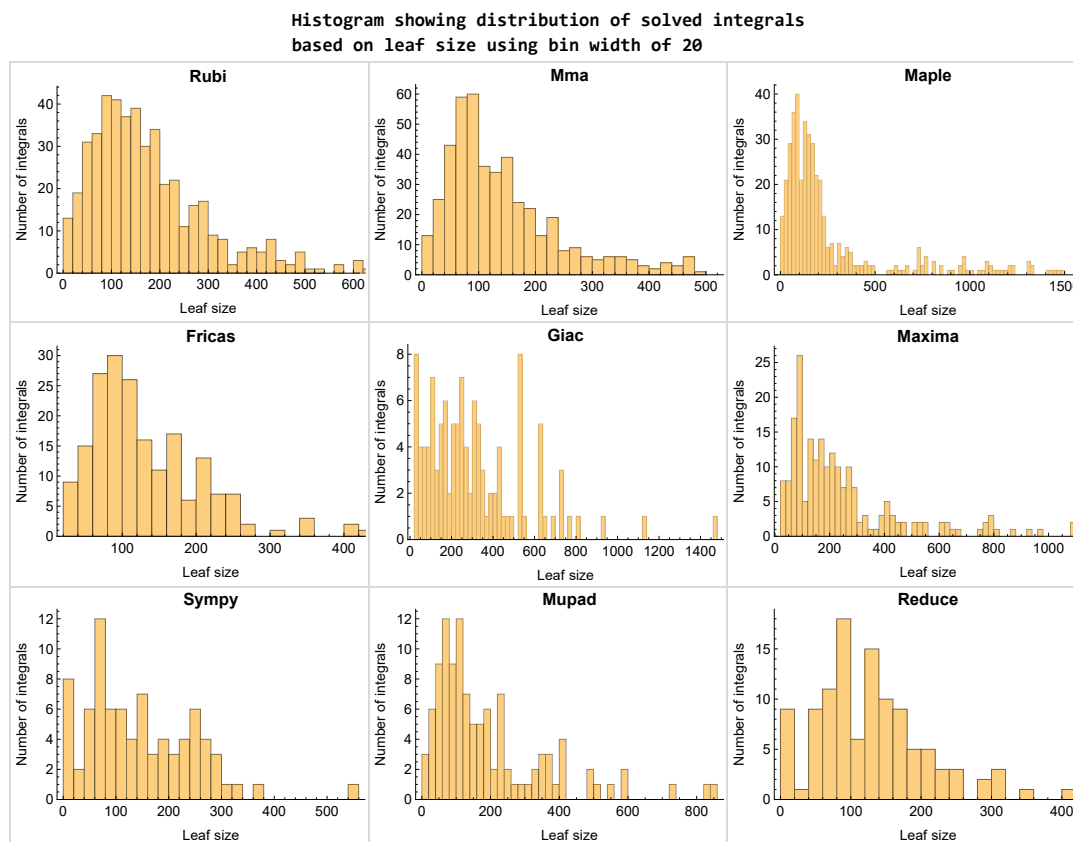 Histogram showing distribution of solved integrals
based on leaf size using bin width of 20
Rubi
Number of integrals
40
30
20
10
0
0 100 200 300 400 500 600
Leaf size
Mma
Number of integrals
60
50
40
30
20
10
0
0 100 200 300 400 500
Leaf size
Maple
Number of integrals
40
30
20
10
0
0 500 1000 1500
Leaf size
Fricas
Number of integrals
30
25
20
15
10
5
0
100 200 300 400
Leaf size
Giac
Number of integrals
8
6
4
2
0
0 200 400 600 800 1000 1200 1400
Leaf size
Maxima
Number of integrals
25
20
15
10
5
0
0 200 400 600 800 1000
Leaf size
Sympy
Number of integrals
12
10
8
6
4
2
0
0 100 200 300 400 500
Leaf size
Mupad
Number of integrals
12
10
8
6
4
2
0
0 200 400 600 800
Leaf size
Reduce
Number of integrals
15
10
5
0
0 100 200 300 400
Leaf size